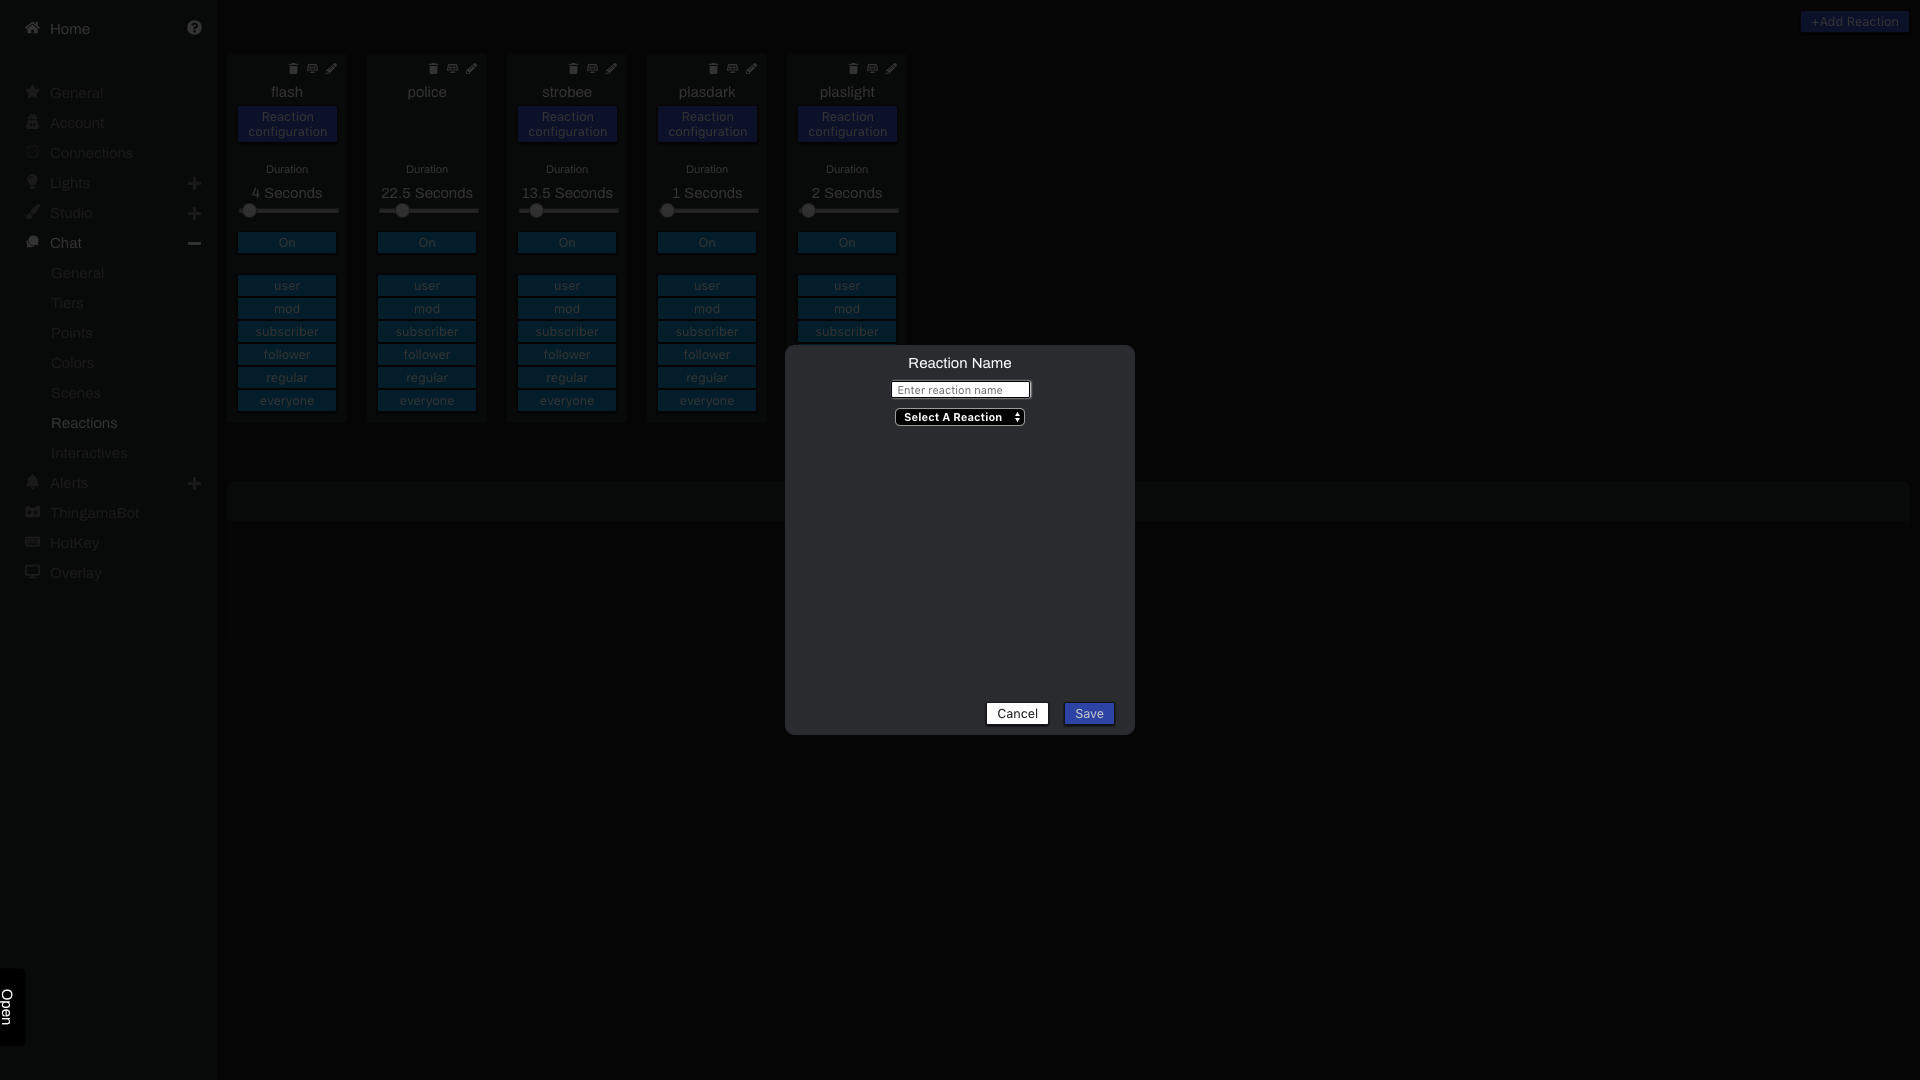 Home
General
Account
Connections
Lights
Studio
Chat
General
Tiers
Points
Colors
Scenes
Reactions
Interactives
Alerts
ThingamaBot
HotKey
Overlay
Open
+Add Reaction
flash
Reaction
configuration
Duration
4 Seconds
On
user
mod
subscriber
follower
regular
everyone
police
Duration
22.5 Seconds
On
user
mod
subscriber
follower
regular
everyone
strobee
Reaction
configuration
Duration
13.5 Seconds
On
user
mod
subscriber
follower
regular
everyone
plasdark
Reaction
configuration
Duration
1 Seconds
On
user
mod
subscriber
follower
regular
everyone
plaslight
Reaction
configuration
Duration
2 Seconds
On
user
mod
subscriber
Reaction Name
Enter reaction name
Select A Reaction
Cancel
Save